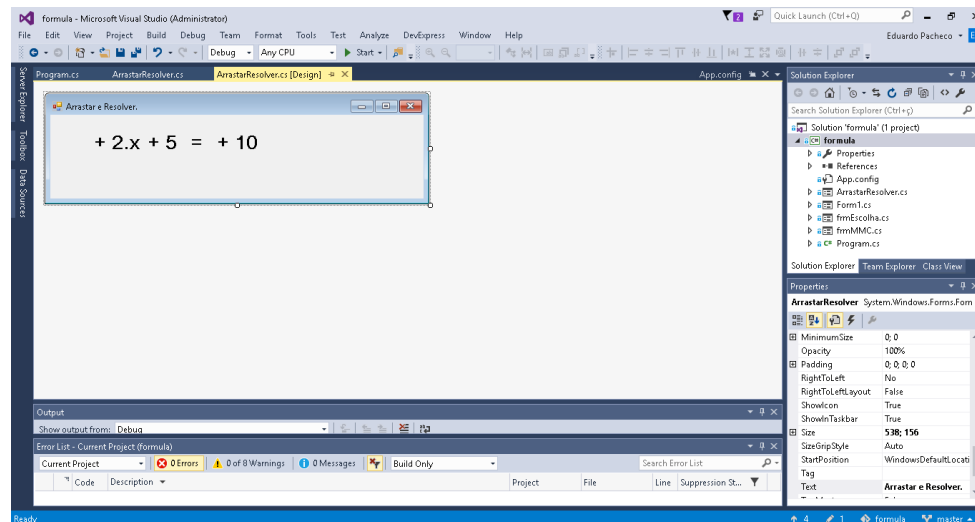 formula - Microsoft Visual Studio (Administrator)
2
Quick Launch (Ctrl+Q)
File Edit View Project Build Debug Team Format Tools Test Analyze DevExpress Window Help
Eduardo Pacheco
Debug Any CPU Start
Server Explorer
Toolbox
Data Sources
Program.cs ArrastarResolver.cs ArrastarResolver.cs [Design] App.config
Arrastar e Resolver.
+ 2.x + 5 = + 10
Solution Explorer
Search Solution Explorer (Ctrl+ç)
Solution 'formula' (1 project)
formula
Properties
References
App.config
ArrastarResolver.cs
Form1.cs
frmEscolha.cs
frmMMC.cs
Program.cs
Solution Explorer Team Explorer Class View
Properties
ArrastarResolver System.Windows.Forms.Form
MinimumSize 0; 0
Opacity 100%
Padding 0; 0; 0; 0
RightToLeft No
RightToLeftLayout False
ShowIcon True
ShowInTaskbar True
Size 538; 156
SizeGripStyle Auto
StartPosition WindowsDefaultLocati
Tag
Text Arrastar e Resolver.
Output
Show output from: Debug
Error List - Current Project (formula)
Current Project 0 Errors 0 of 8 Warnings 0 Messages Build Only Search Error List
Code Description Project File Line Suppression St...
Ready 4 1 formula master